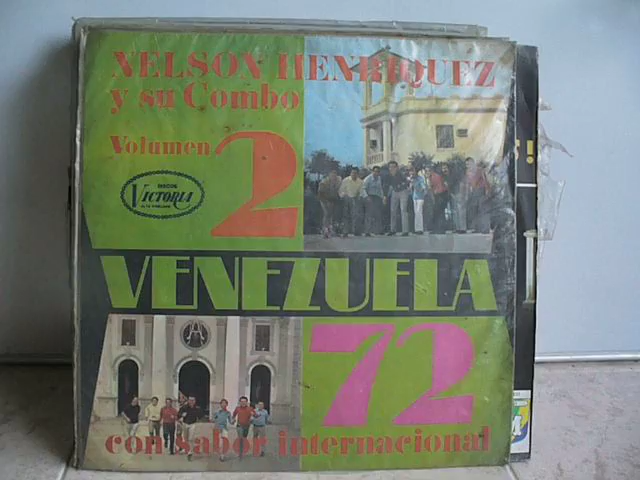 NELSON HENRIQUEZ
y su Combo
Volumen 2
DISCOS
VICTORIA
VENEZUELA
72
con sabor internacional